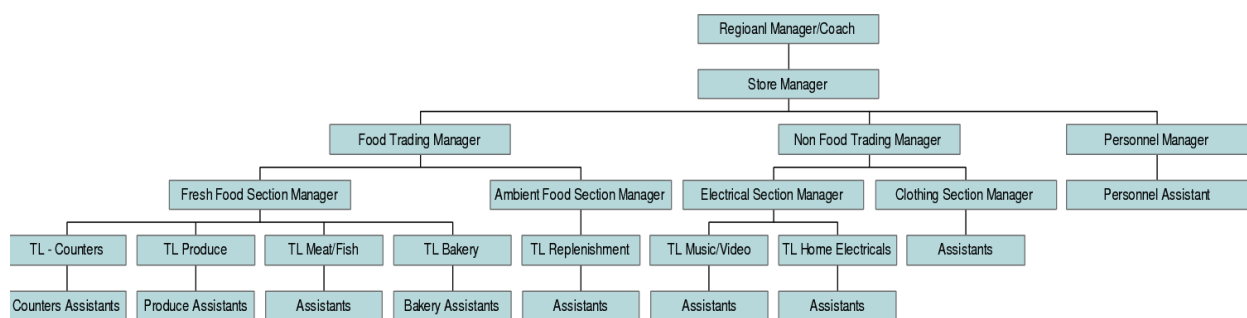 Regioanl Manager/Coach
Store Manager
Food Trading Manager
Non Food Trading Manager
Personnel Manager
Fresh Food Section Manager
Ambient Food Section Manager
Electrical Section Manager
Clothing Section Manager
Personnel Assistant
TL - Counters
TL Produce
TL Meat/Fish
TL Bakery
TL Replenishment
TL Music/Video
TL Home Electricals
Assistants
Counters Assistants
Produce Assistants
Assistants
Bakery Assistants
Assistants
Assistants
Assistants